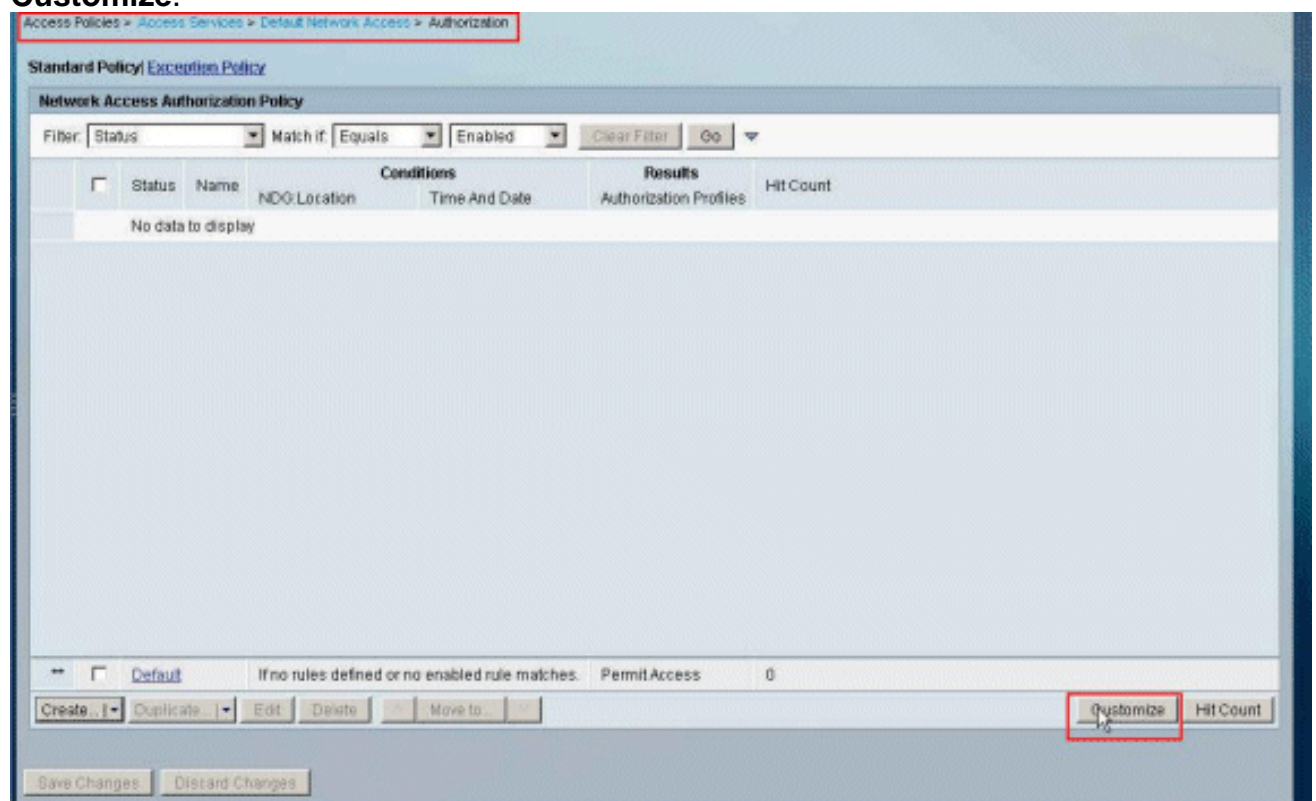 Customize.
Access Policies > Access Services > Default Network Access > Authorization
Standard Policy| Exception Policy
Network Access Authorization Policy
Filter: Status Match if: Equals Enabled Clear Filter Go
Conditions Results
Status Name NDG:Location Time And Date Authorization Profiles Hit Count
No data to display
** Default If no rules defined or no enabled rule matches. Permit Access 0
Create... Duplicate... Edit Delete Move to... Customize Hit Count
Save Changes Discard Changes